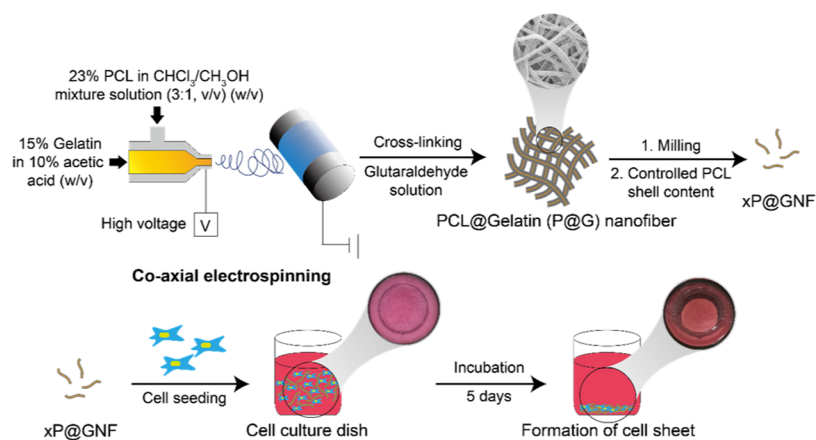 23% PCL in CHCl3/CH3OH
mixture solution (3:1, v/v) (w/v)
15% Gelatin
in 10% acetic
acid (w/v)
High voltage
V
Co-axial electrospinning
Cross-linking
Glutaraldehyde
solution
PCL@Gelatin (P@G) nanofiber
1. Milling
2. Controlled PCL
shell content
xP@GNF
xP@GNF
Cell seeding
Cell culture dish
Incubation
5 days
Formation of cell sheet